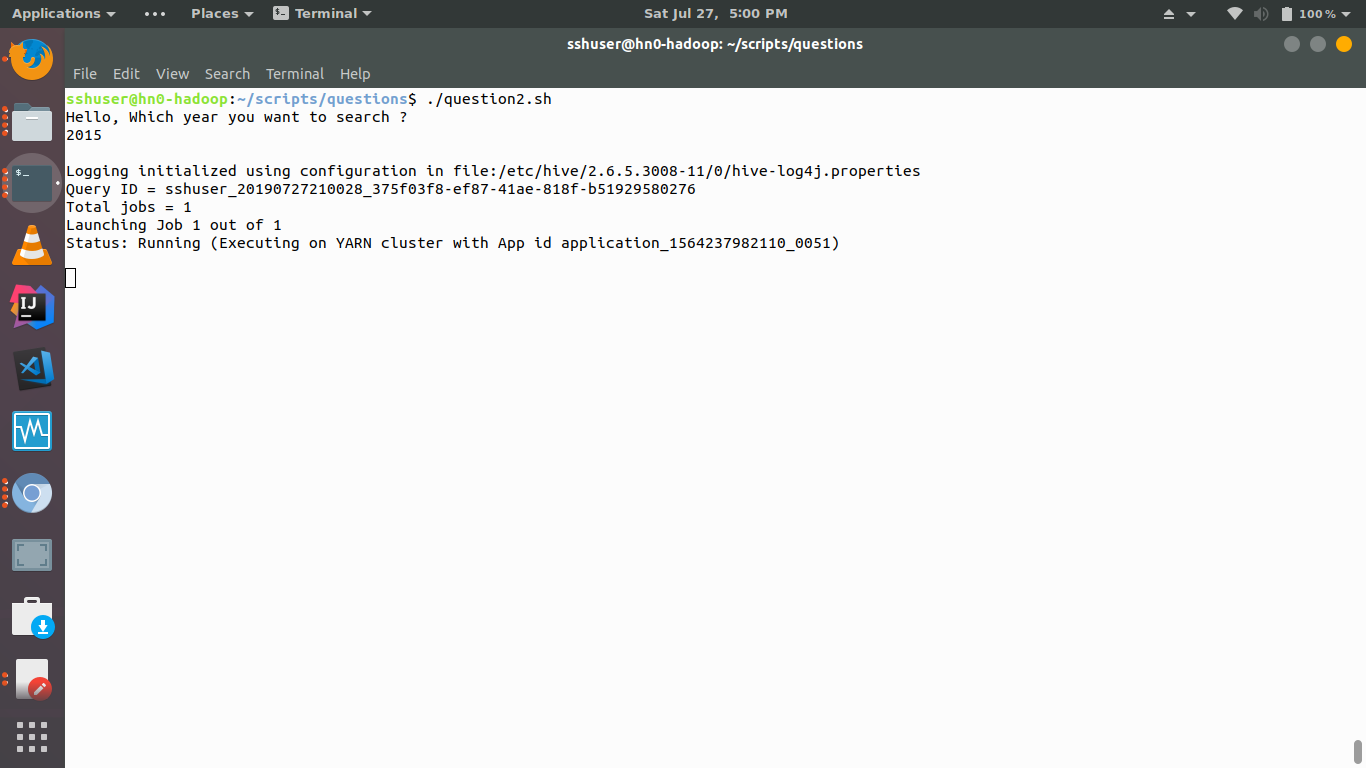 Applications ••• Places Terminal Sat Jul 27, 5:00 PM 100 %
sshuser@hn0-hadoop: ~/scripts/questions
File Edit View Search Terminal Help
sshuser@hn0-hadoop:~/scripts/questions$ ./question2.sh
Hello, Which year you want to search ?
2015
Logging initialized using configuration in file:/etc/hive/2.6.5.3008-11/0/hive-log4j.properties
Query ID = sshuser_20190727210028_375f03f8-ef87-41ae-818f-b51929580276
Total jobs = 1
Launching Job 1 out of 1
Status: Running (Executing on YARN cluster with App id application_1564237982110_0051)
$_
IJ